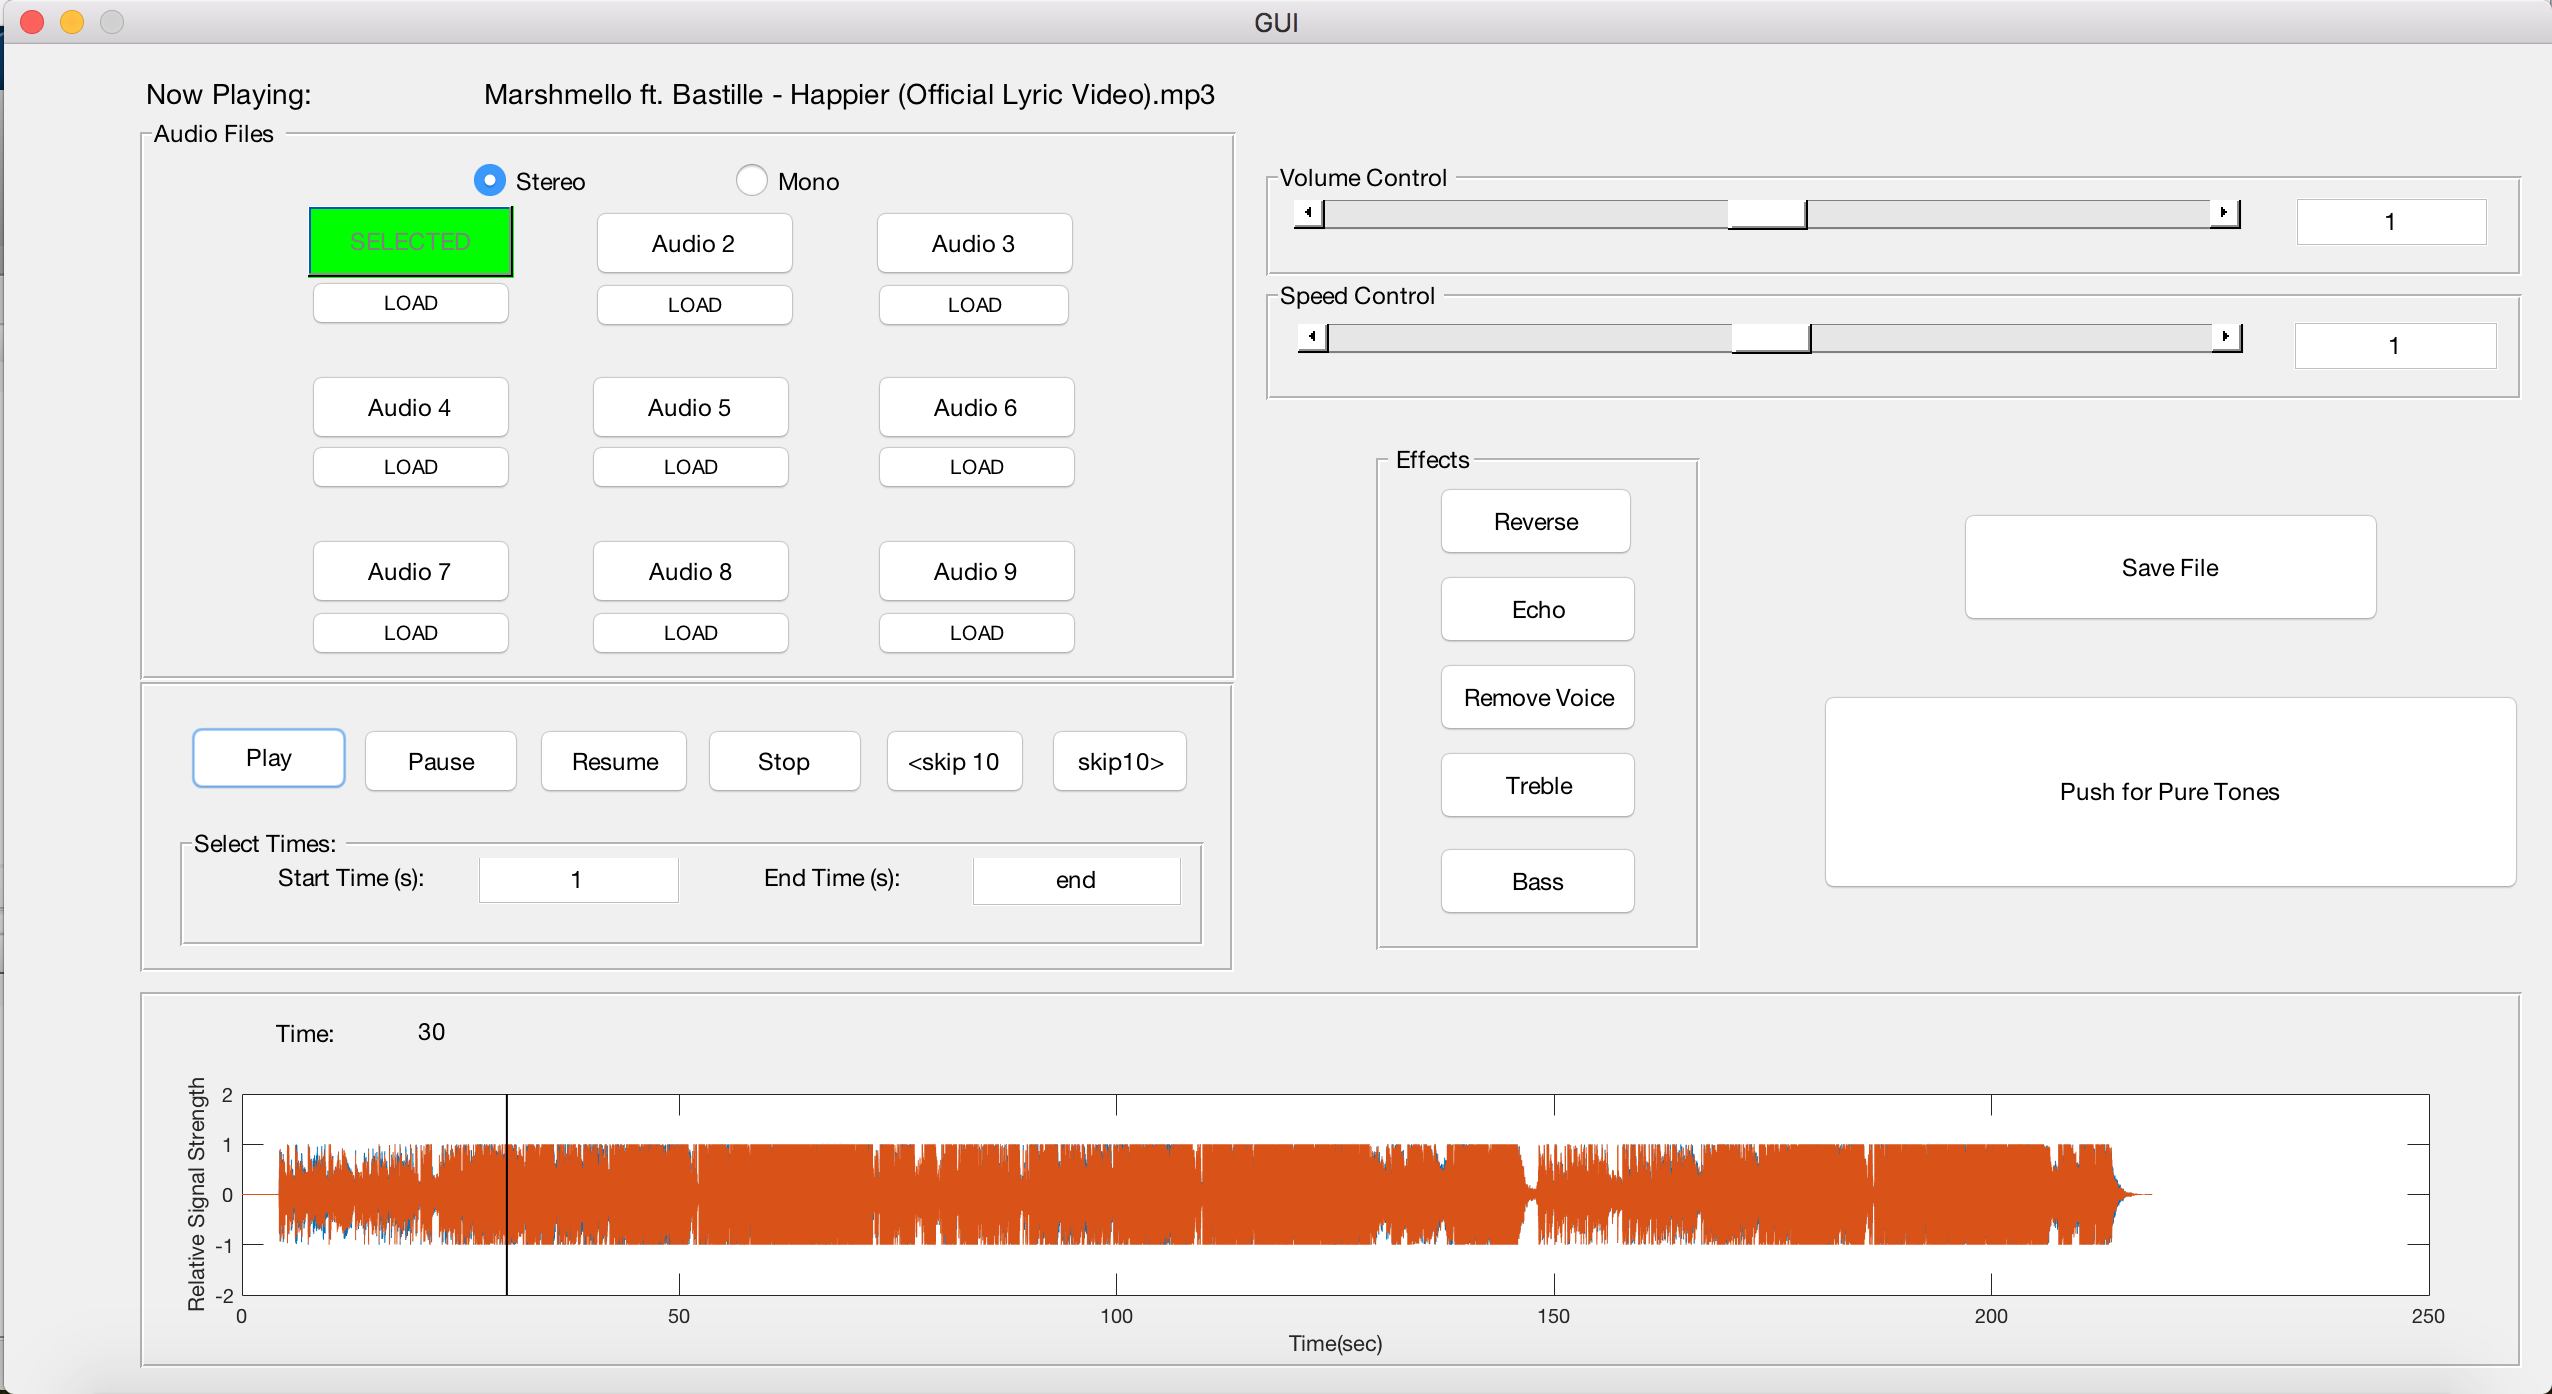 GUI
Now Playing: Marshmello ft. Bastille - Happier (Official Lyric Video).mp3
Audio Files
Stereo Mono
SELECTED Audio 2 Audio 3
LOAD LOAD LOAD
Audio 4 Audio 5 Audio 6
LOAD LOAD LOAD
Audio 7 Audio 8 Audio 9
LOAD LOAD LOAD
Play Pause Resume Stop <skip 10 skip10>
Select Times:
Start Time (s): 1 End Time (s): end
Volume Control
1
Speed Control
1
Effects
Reverse
Echo
Remove Voice
Treble
Bass
Save File
Push for Pure Tones
Time: 30
Relative Signal Strength
2
1
0
-1
-2
0 50 100 150 200 250
Time(sec)